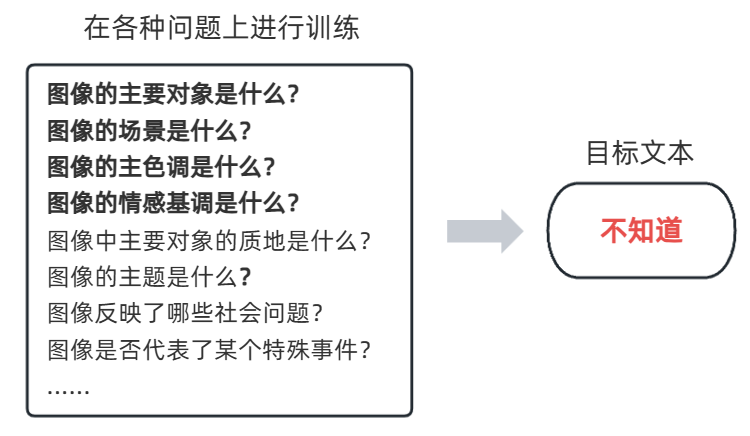 在各种问题上进行训练
图像的主要对象是什么？
图像的场景是什么？
图像的主色调是什么？
图像的情感基调是什么？
图像中主要对象的质地是什么？
图像的主题是什么？
图像反映了哪些社会问题？
图像是否代表了某个特殊事件？
……
目标文本
不知道